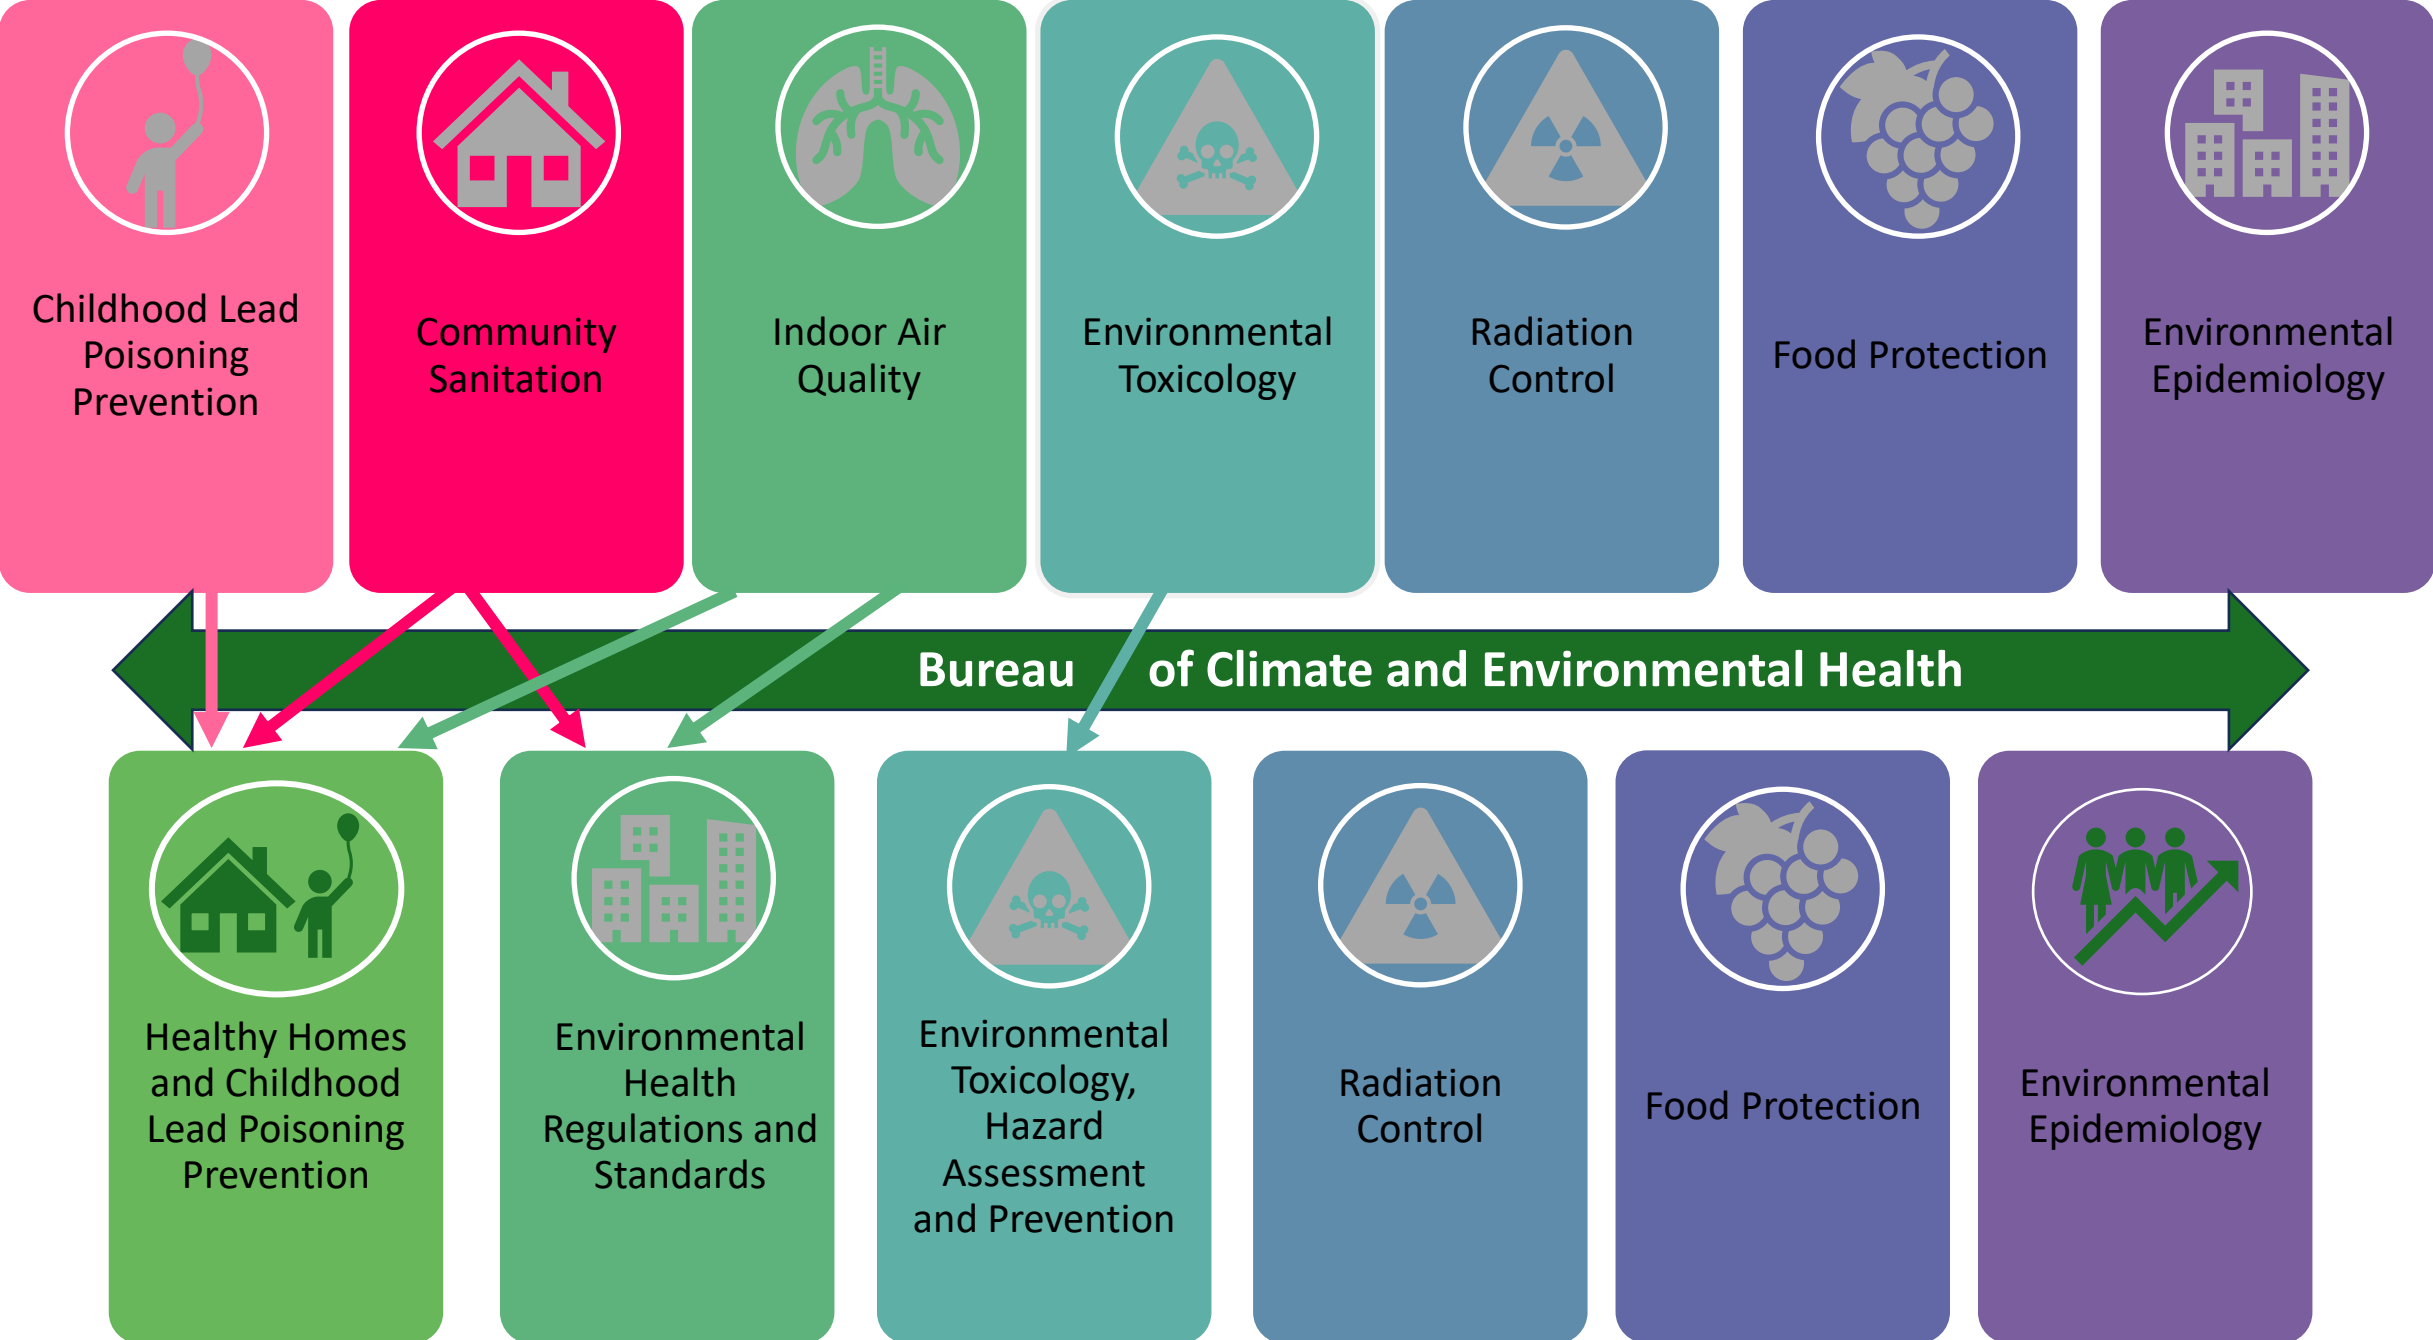 Childhood Lead
Poisoning
Prevention
Community
Sanitation
Indoor Air
Quality
Environmental
Toxicology
Radiation
Control
Food Protection
Environmental
Epidemiology
Bureau of Climate and Environmental Health
Healthy Homes
and Childhood
Lead Poisoning
Prevention
Environmental
Health
Regulations and
Standards
Environmental
Toxicology,
Hazard
Assessment
and Prevention
Radiation
Control
Food Protection
Environmental
Epidemiology